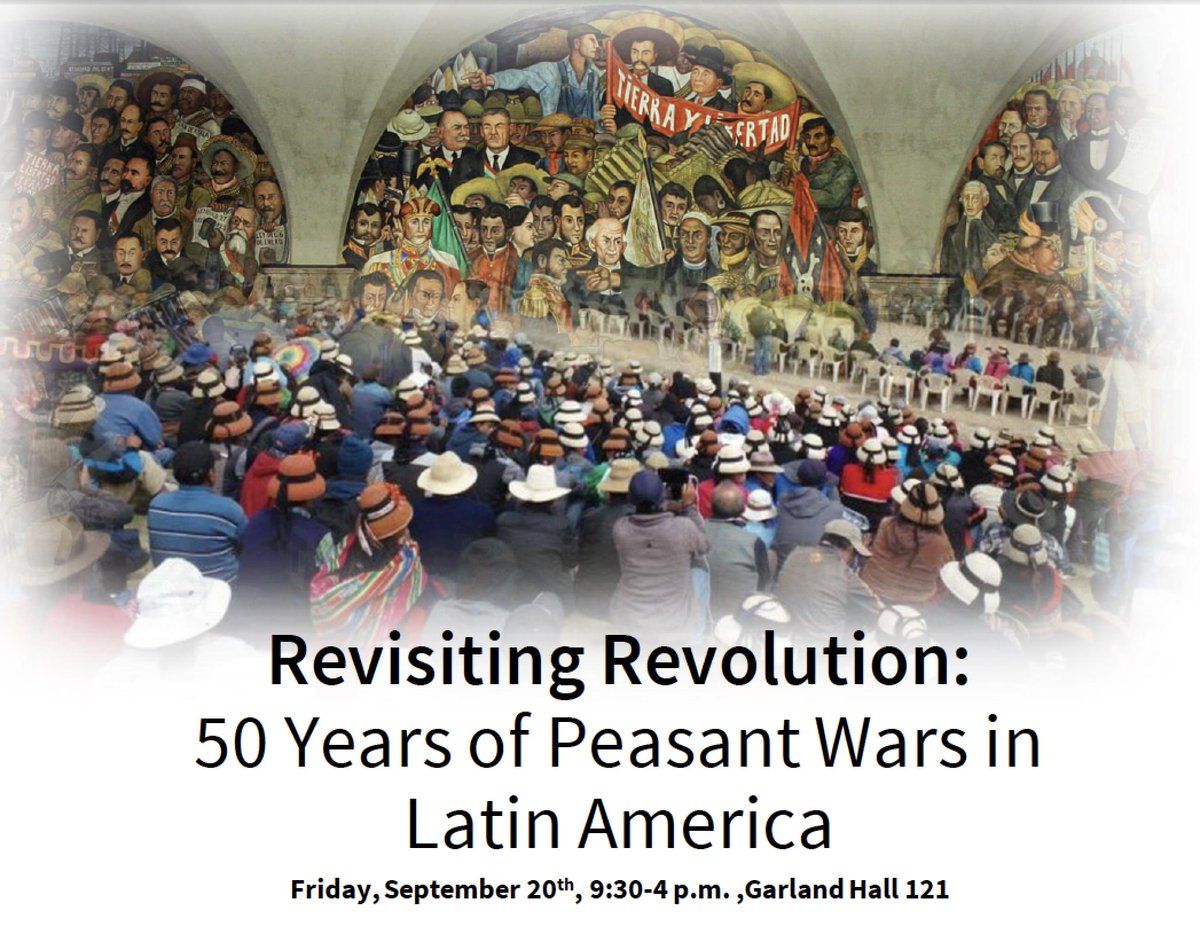 TIERRA Y LIBERTAD
TIERRA
Revisiting Revolution:
50 Years of Peasant Wars in
Latin America
Friday, September 20th, 9:30-4 p.m. ,Garland Hall 121